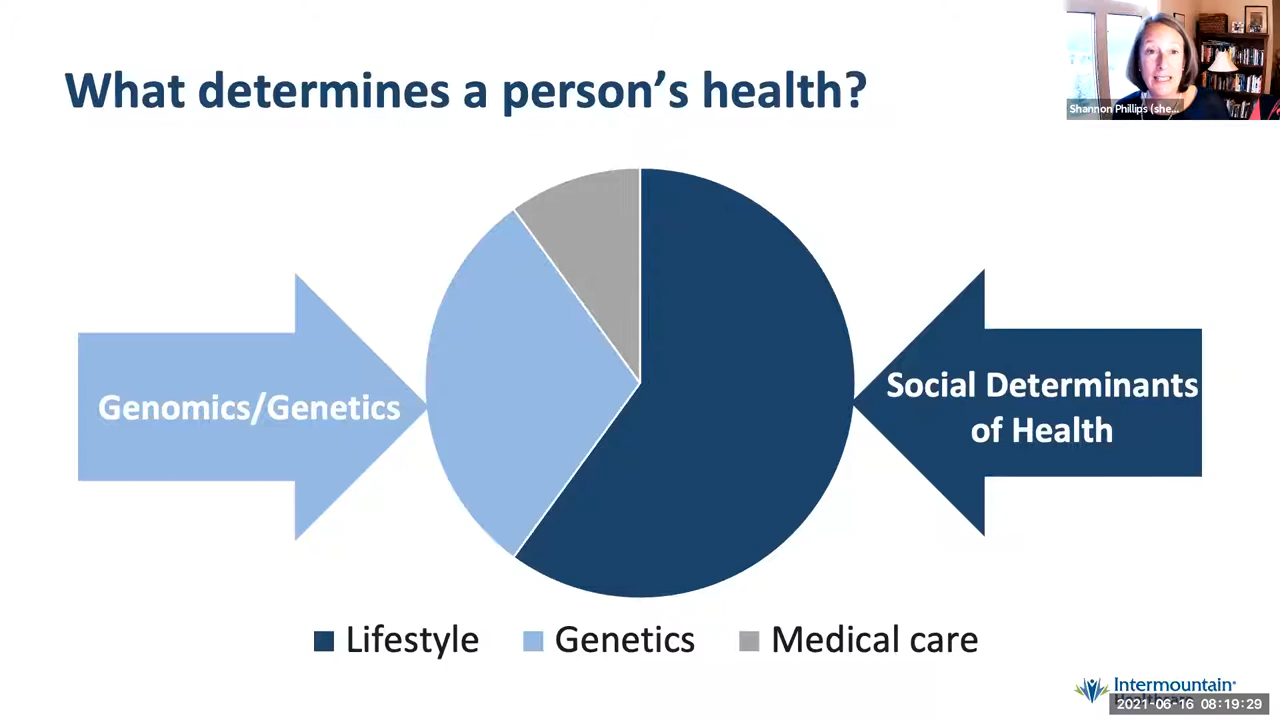 What determines a person’s health?
Shannon Phillips (she...
Genomics/Genetics
Social Determinants
of Health
Lifestyle
Genetics
Medical care
Intermountain®
2021-06-16 08:19:29